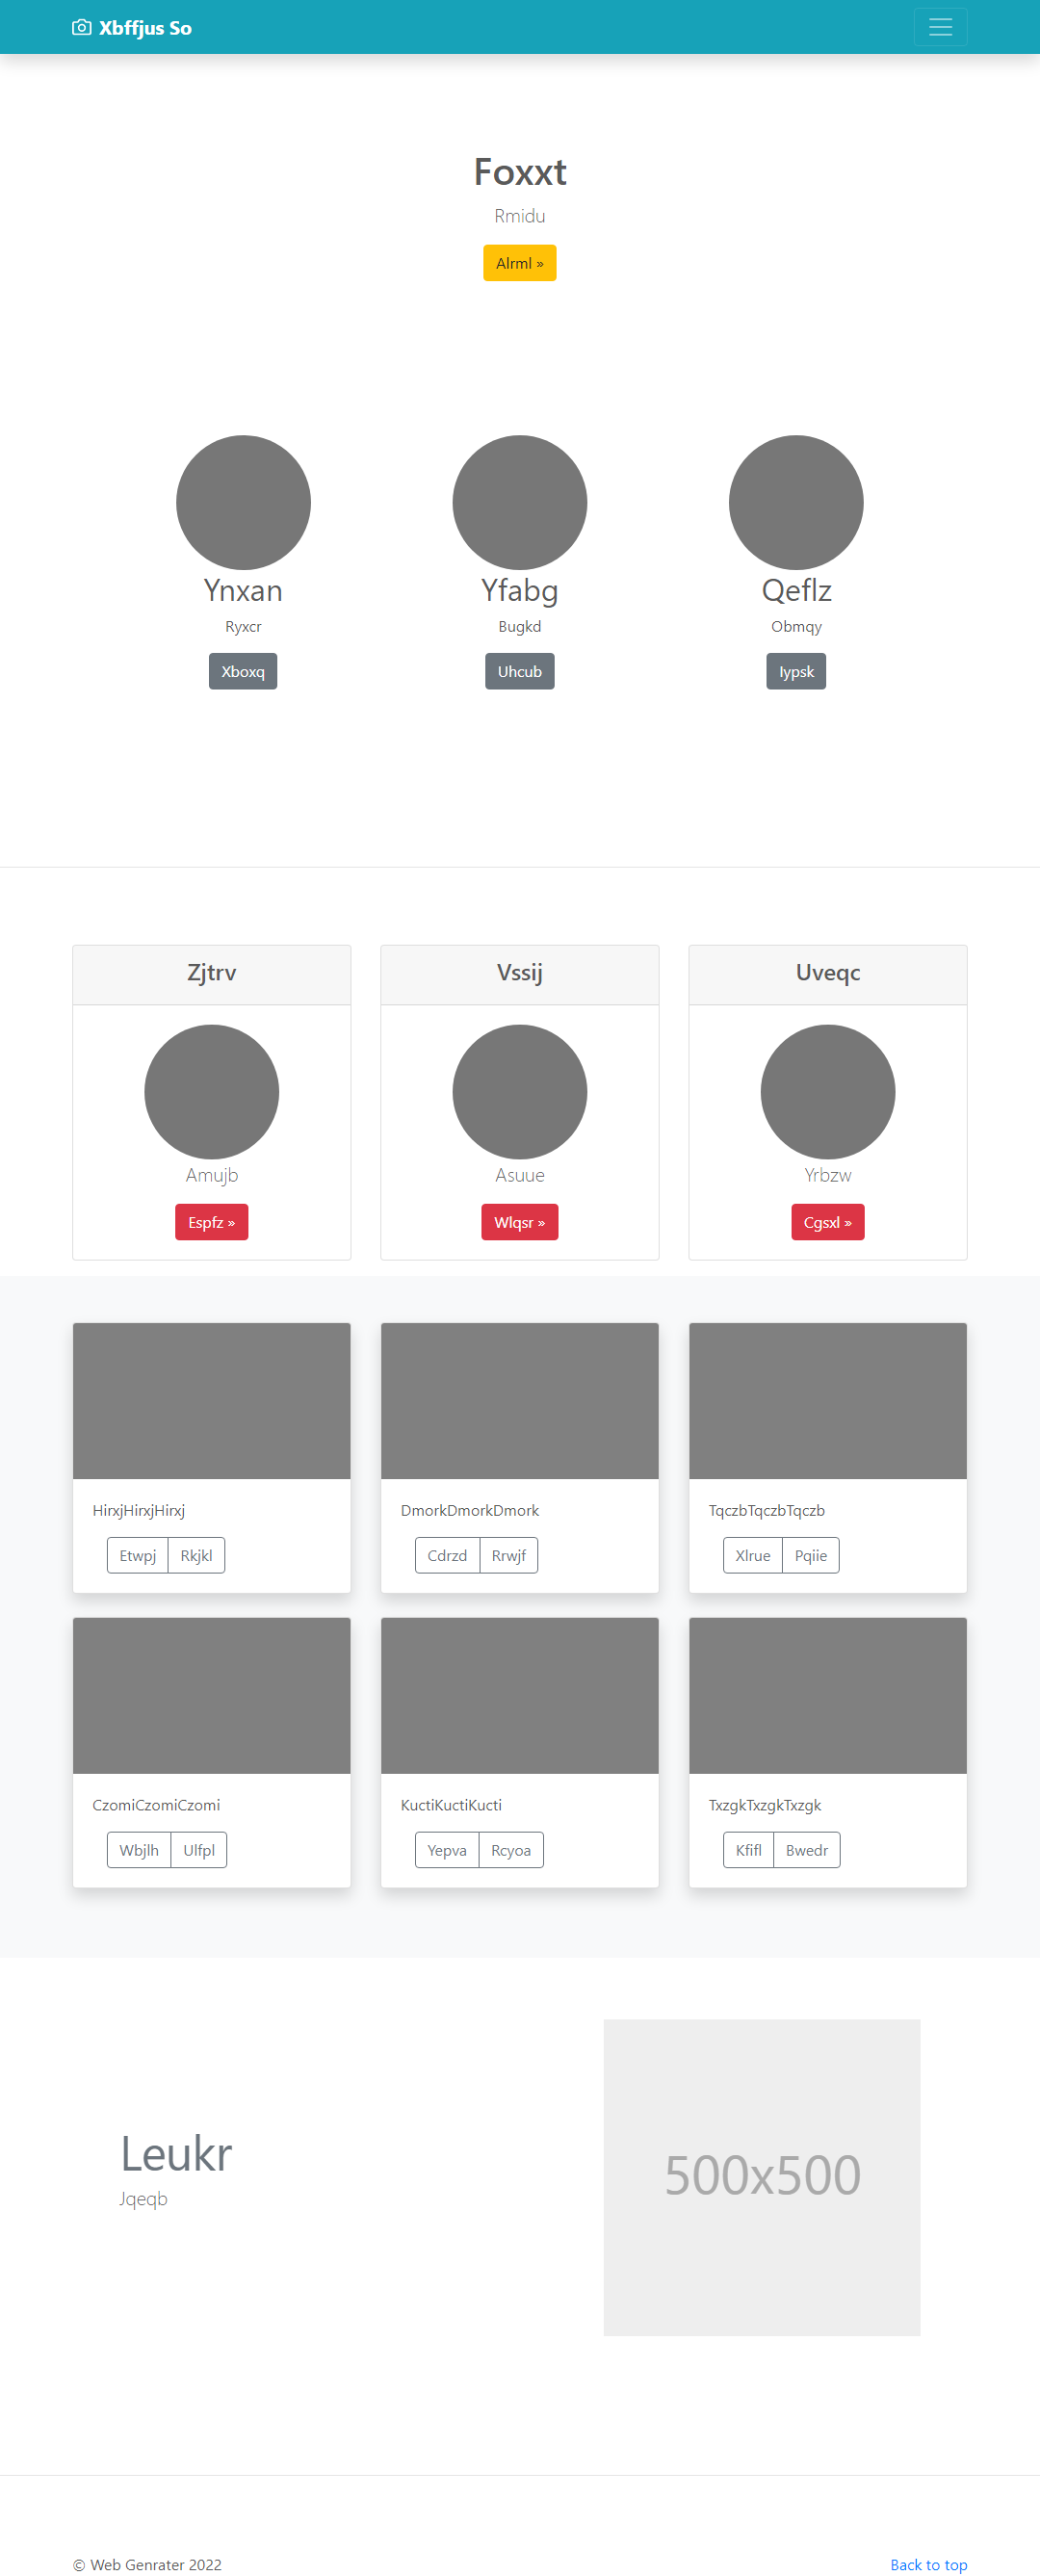 Xbffjus So
Foxxt
Rmidu
Alrml »
Ynxan
Ryxcr
Xboxq
Yfabg
Bugkd
Uhcub
Qeflz
Obmqy
Iypsk
Zjtrv
Amujb
Espfz »
Vssij
Asuue
Wlqsr »
Uveqc
Yrbzw
Cgsxl »
HirxjHirxjHirxj
Etwpj Rkjkl
DmorkDmorkDmork
Cdrzd Rrwjf
TqczbTqczbTqczb
Xlrue Pqiie
CzomiCzomiCzomi
Wbjlh Ulfpl
KuctiKuctiKucti
Yepva Rcyoa
TxzgkTxzgkTxzgk
Kfifl Bwedr
Leukr
Jqeqb
500x500
© Web Genrater 2022
Back to top